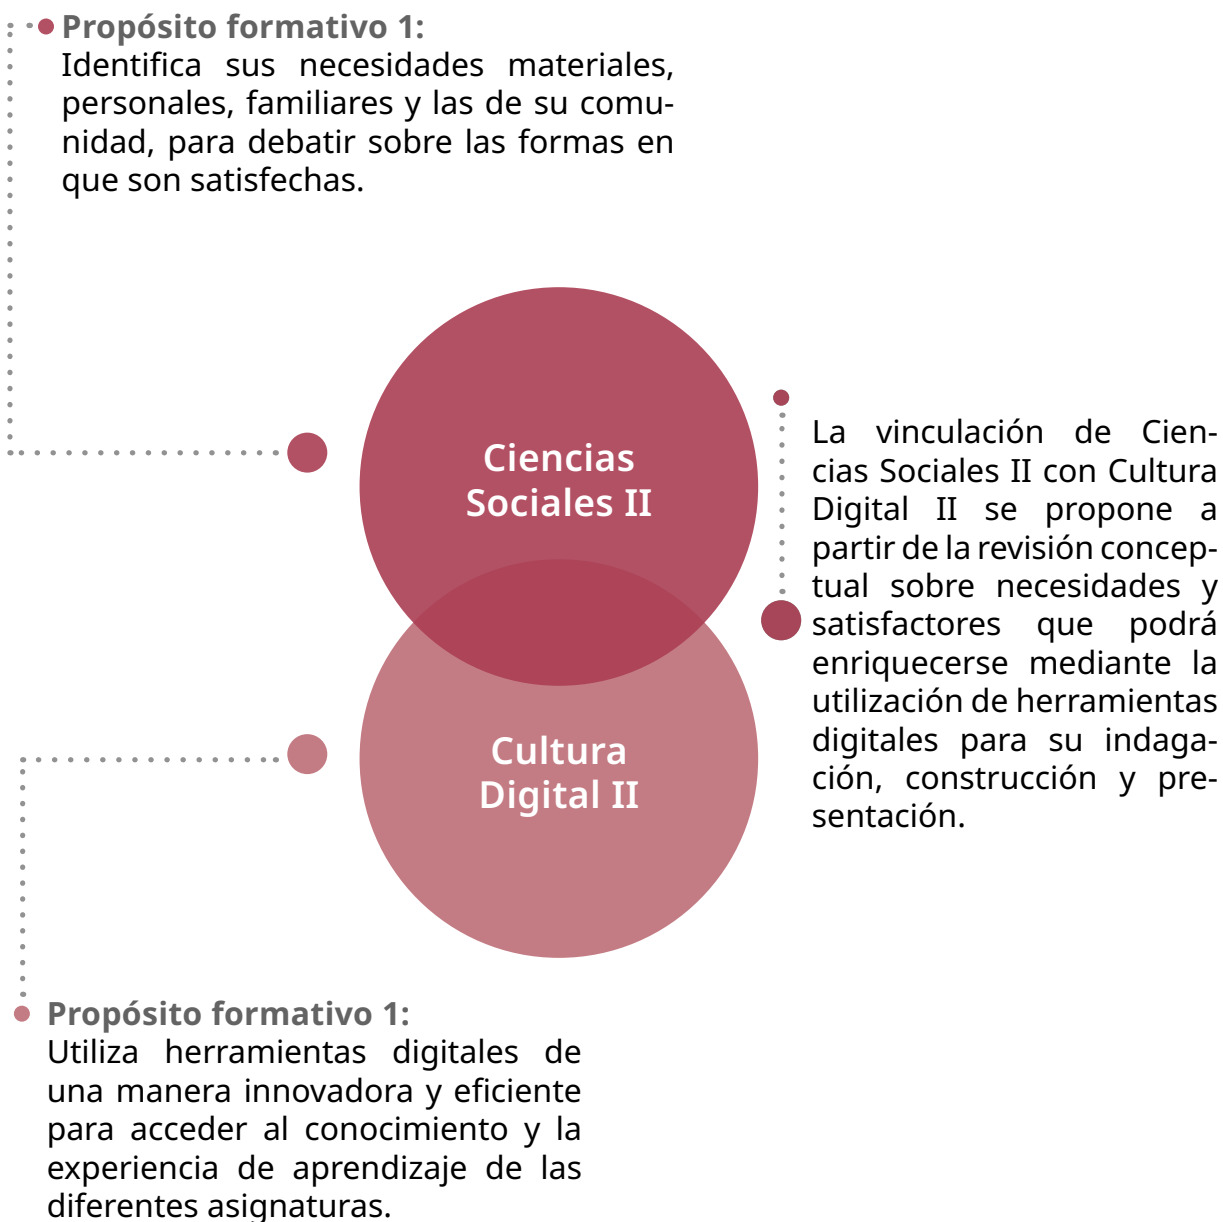 Propósito formativo 1:
Identifica sus necesidades materiales,
personales, familiares y las de su comu-
nidad, para debatir sobre las formas en
que son satisfechas.
Ciencias
Sociales II
La vinculación de Cien-
cias Sociales II con Cultura
Digital II se propone a
partir de la revisión concep-
tual sobre necesidades y
satisfactores que podrá
enriquecerse mediante la
utilización de herramientas
digitales para su indaga-
ción, construcción y pre-
sentación.
Cultura
Digital II
Propósito formativo 1:
Utiliza herramientas digitales de
una manera innovadora y eficiente
para acceder al conocimiento y la
experiencia de aprendizaje de las
diferentes asignaturas.